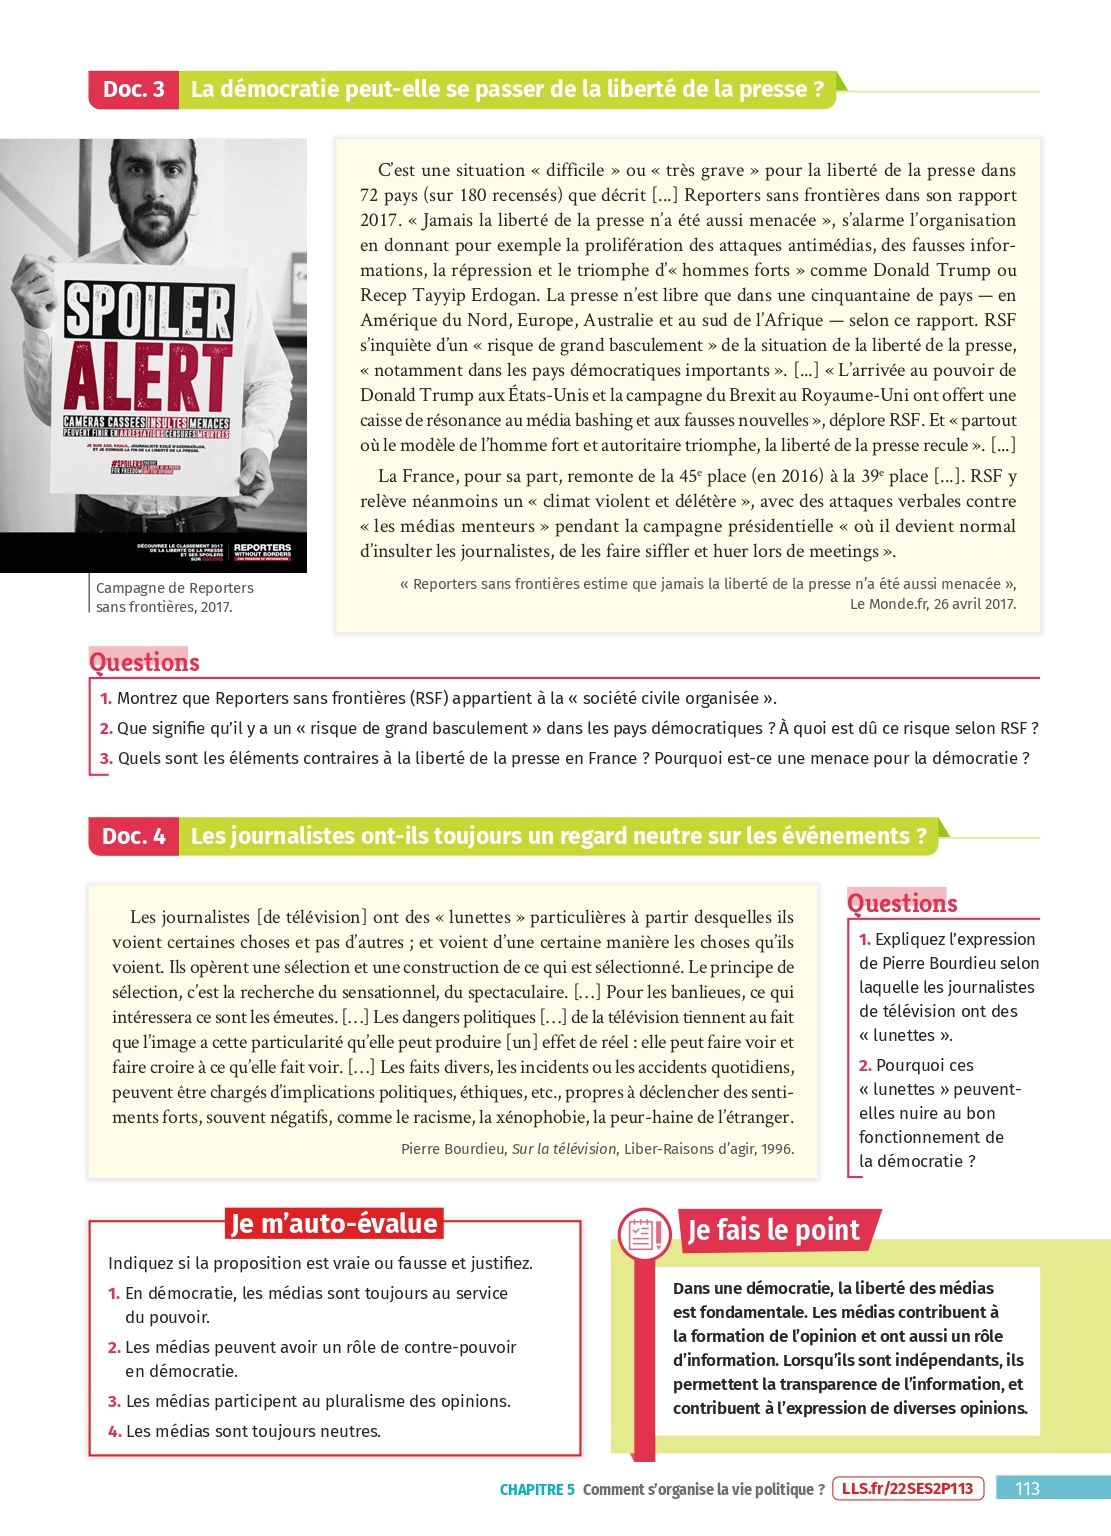 Doc. 3 La démocratie peut-elle se passer de la liberté de la presse ?
SPOILER
ALERT
CAMÉRAS CASSÉES INSULTES MENACES
PEUVENT FINIR EN ARRESTATIONS CENSURES MEURTRES
JE SUIS AGIL KHALIL, JOURNALISTE EXILÉ D'AZERBAÏDJAN,
ET JE CONNAIS LA FIN DE LA LIBERTÉ DE LA PRESSE.
#SPOILERS
FOR FREEDOM
DÉCOUVREZ LE CLASSEMENT 2017
DE LA LIBERTÉ DE LA PRESSE
ET SES SPOILERS
SUR RSF.ORG
REPORTERS
WITHOUT BORDERS
FOR FREEDOM OF INFORMATION
Campagne de Reporters
sans frontières, 2017.
C'est une situation « difficile » ou « très grave » pour la liberté de la presse dans
72 pays (sur 180 recensés) que décrit [...] Reporters sans frontières dans son rapport
2017. « Jamais la liberté de la presse n'a été aussi menacée », s'alarme l'organisation
en donnant pour exemple la prolifération des attaques antimédias, des fausses infor-
mations, la répression et le triomphe d'« hommes forts » comme Donald Trump ou
Recep Tayyip Erdogan. La presse n'est libre que dans une cinquantaine de pays — en
Amérique du Nord, Europe, Australie et au sud de l'Afrique — selon ce rapport. RSF
s'inquiète d'un « risque de grand basculement » de la situation de la liberté de la presse,
« notamment dans les pays démocratiques importants ». [...] « L'arrivée au pouvoir de
Donald Trump aux États-Unis et la campagne du Brexit au Royaume-Uni ont offert une
caisse de résonance au média bashing et aux fausses nouvelles », déplore RSF. Et « partout
où le modèle de l'homme fort et autoritaire triomphe, la liberté de la presse recule ». [...]
La France, pour sa part, remonte de la 45e place (en 2016) à la 39e place [...]. RSF y
relève néanmoins un « climat violent et délétère », avec des attaques verbales contre
« les médias menteurs » pendant la campagne présidentielle « où il devient normal
d'insulter les journalistes, de les faire siffler et huer lors de meetings ».
« Reporters sans frontières estime que jamais la liberté de la presse n'a été aussi menacée »,
Le Monde.fr, 26 avril 2017.
Questions
1. Montrez que Reporters sans frontières (RSF) appartient à la « société civile organisée ».
2. Que signifie qu'il y a un « risque de grand basculement » dans les pays démocratiques ? À quoi est dû ce risque selon RSF ?
3. Quels sont les éléments contraires à la liberté de la presse en France ? Pourquoi est-ce une menace pour la démocratie ?
Doc. 4 Les journalistes ont-ils toujours un regard neutre sur les événements ?
Les journalistes [de télévision] ont des « lunettes » particulières à partir desquelles ils
voient certaines choses et pas d'autres ; et voient d'une certaine manière les choses qu'ils
voient. Ils opèrent une sélection et une construction de ce qui est sélectionné. Le principe de
sélection, c'est la recherche du sensationnel, du spectaculaire. [...] Pour les banlieues, ce qui
intéressera ce sont les émeutes. [...] Les dangers politiques [...] de la télévision tiennent au fait
que l'image a cette particularité qu'elle peut produire [un] effet de réel : elle peut faire voir et
faire croire à ce qu'elle fait voir. [...] Les faits divers, les incidents ou les accidents quotidiens,
peuvent être chargés d'implications politiques, éthiques, etc., propres à déclencher des senti-
ments forts, souvent négatifs, comme le racisme, la xénophobie, la peur-haine de l'étranger.
Pierre Bourdieu, Sur la télévision, Liber-Raisons d'agir, 1996.
Questions
1. Expliquez l'expression
de Pierre Bourdieu selon
laquelle les journalistes
de télévision ont des
« lunettes ».
2. Pourquoi ces
« lunettes » peuvent-
elles nuire au bon
fonctionnement de
la démocratie ?
Je m'auto-évalue
Indiquez si la proposition est vraie ou fausse et justifiez.
1. En démocratie, les médias sont toujours au service
du pouvoir.
2. Les médias peuvent avoir un rôle de contre-pouvoir
en démocratie.
3. Les médias participent au pluralisme des opinions.
4. Les médias sont toujours neutres.
Je fais le point
Dans une démocratie, la liberté des médias
est fondamentale. Les médias contribuent à
la formation de l'opinion et ont aussi un rôle
d'information. Lorsqu'ils sont indépendants, ils
permettent la transparence de l'information, et
contribuent à l'expression de diverses opinions.
CHAPITRE 5 Comment s'organise la vie politique ? LLS.fr/22SES2P113 113